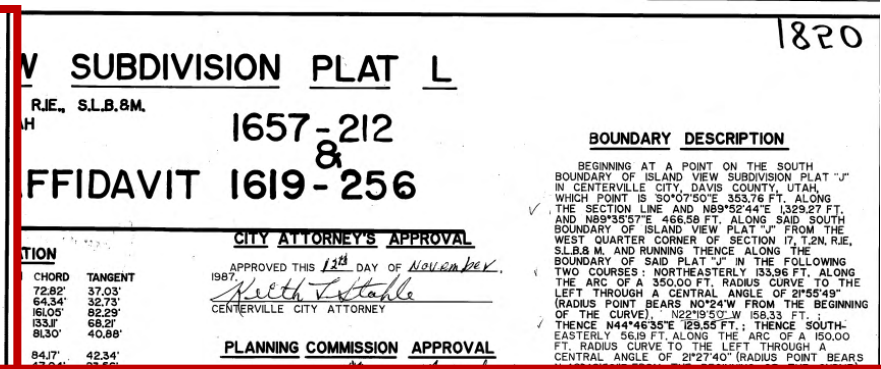 1820
SUBDIVISION PLAT L
R.1E., S.L.B.&M.
1657-212
&
AFFIDAVIT 1619-256
BOUNDARY DESCRIPTION
BEGINNING AT A POINT ON THE SOUTH
BOUNDARY OF ISLAND VIEW SUBDIVISION PLAT "J"
IN CENTERVILLE CITY, DAVIS COUNTY, UTAH,
WHICH POINT IS S0°07'50"E 353.76 FT. ALONG
THE SECTION LINE AND N89°52'44"E 1,329.27 FT.
AND N89°35'57"E 466.58 FT. ALONG SAID SOUTH
BOUNDARY OF ISLAND VIEW PLAT "J" FROM THE
WEST QUARTER CORNER OF SECTION 17, T.2N, R.1E,
S.L.B.& M. AND RUNNING THENCE ALONG THE
BOUNDARY OF SAID PLAT "J" IN THE FOLLOWING
TWO COURSES: NORTHEASTERLY 133.96 FT. ALONG
THE ARC OF A 350.00 FT. RADIUS CURVE TO THE
LEFT THROUGH A CENTRAL ANGLE OF 21°55'49"
(RADIUS POINT BEARS N0°24'W FROM THE BEGINNING
OF THE CURVE), N22°19'50"W 158.33 FT.;
THENCE N44°46'35"E 129.55 FT.; THENCE SOUTH-
EASTERLY 56.19 FT. ALONG THE ARC OF A 150.00
FT. RADIUS CURVE TO THE LEFT THROUGH A
CENTRAL ANGLE OF 21°27'40" (RADIUS POINT BEARS
CITY ATTORNEY'S APPROVAL
APPROVED THIS 12th DAY OF November.
1987.
Keith T Stahle
CENTERVILLE CITY ATTORNEY
PLANNING COMMISSION APPROVAL
CHORD TANGENT
72.82' 37.03'
64.34' 32.73'
161.05' 82.29'
133.11' 68.21'
81.30' 40.88'
84.17' 42.34'